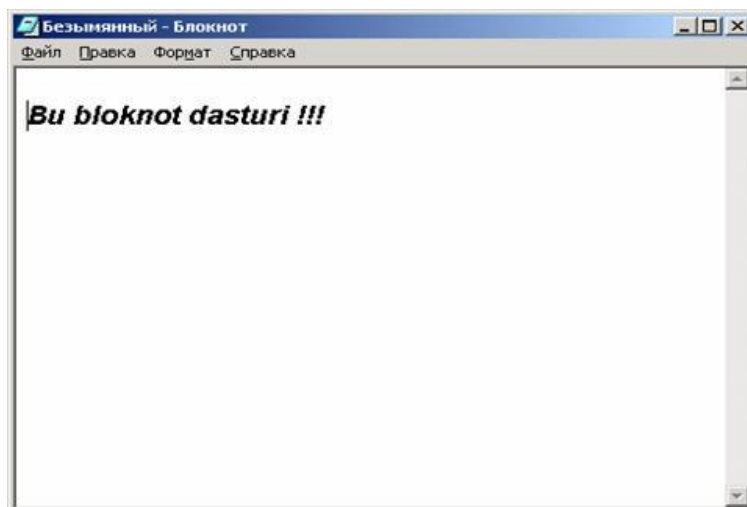 Безымянный - Блокнот
Файл Правка Формат Справка
Bu bloknot dasturi !!!